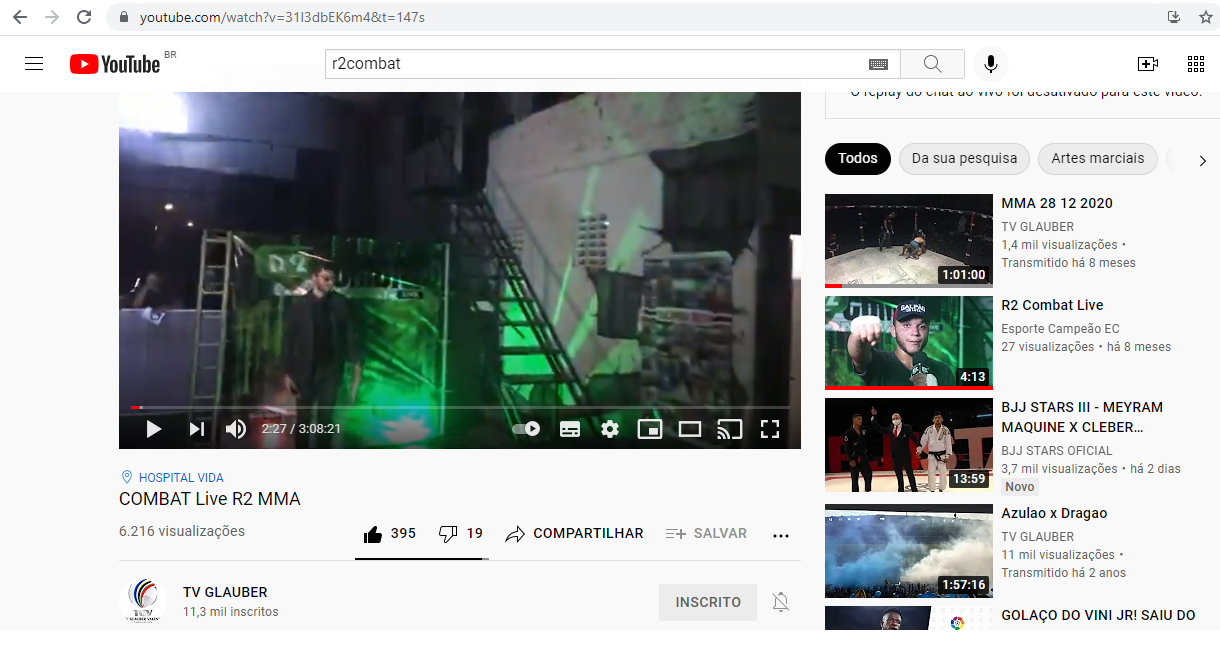 youtube.com/watch?v=31I3dbEK6m4&t=147s
YouTube BR
r2combat
O replay do chat ao vivo foi desativado para este vídeo.
Todos
Da sua pesquisa
Artes marciais
R2
2:27 / 3:08:21
HOSPITAL VIDA
COMBAT Live R2 MMA
6.216 visualizações
395
19
COMPARTILHAR
SALVAR
TV GLAUBER
11,3 mil inscritos
INSCRITO
1:01:00
MMA 28 12 2020
TV GLAUBER
1,4 mil visualizações •
Transmitido há 8 meses
4:13
R2 Combat Live
Esporte Campeão EC
27 visualizações • há 8 meses
13:59
BJJ STARS III - MEYRAM
MAQUINE X CLEBER...
BJJ STARS OFICIAL
3,7 mil visualizações • há 2 dias
Novo
1:57:16
Azulao x Dragao
TV GLAUBER
11 mil visualizações •
Transmitido há 2 anos
GOLAÇO DO VINI JR! SAIU DO